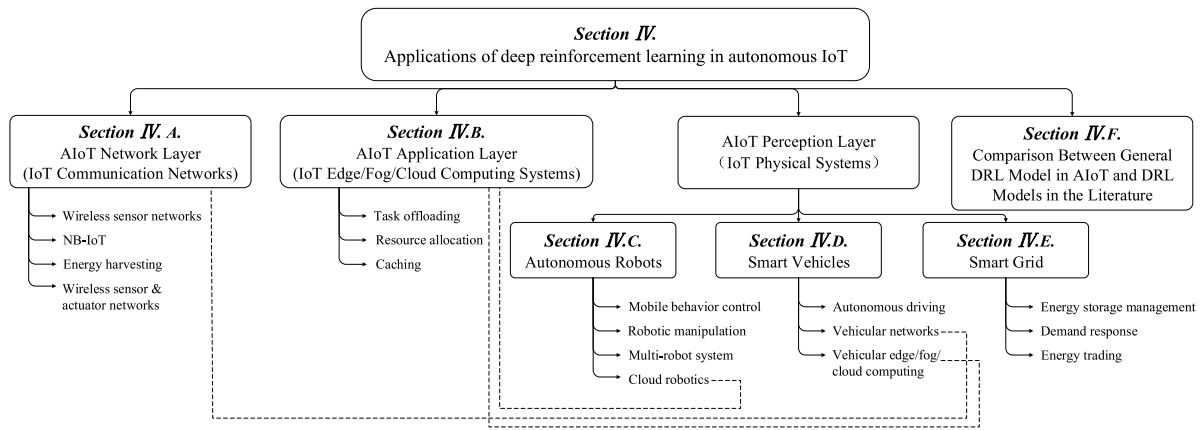 Section Ⅳ.
Applications of deep reinforcement learning in autonomous IoT
Section Ⅳ. A.
AIoT Network Layer
(IoT Communication Networks)
Wireless sensor networks
NB-IoT
Energy harvesting
Wireless sensor &
actuator networks
Section Ⅳ.B.
AIoT Application Layer
(IoT Edge/Fog/Cloud Computing Systems)
Task offloading
Resource allocation
Caching
AIoT Perception Layer
（IoT Physical Systems）
Section Ⅳ.C.
Autonomous Robots
Mobile behavior control
Robotic manipulation
Multi-robot system
Cloud robotics
Section Ⅳ.D.
Smart Vehicles
Autonomous driving
Vehicular networks
Vehicular edge/fog/
cloud computing
Section Ⅳ.E.
Smart Grid
Energy storage management
Demand response
Energy trading
Section Ⅳ.F.
Comparison Between General
DRL Model in AIoT and DRL
Models in the Literature